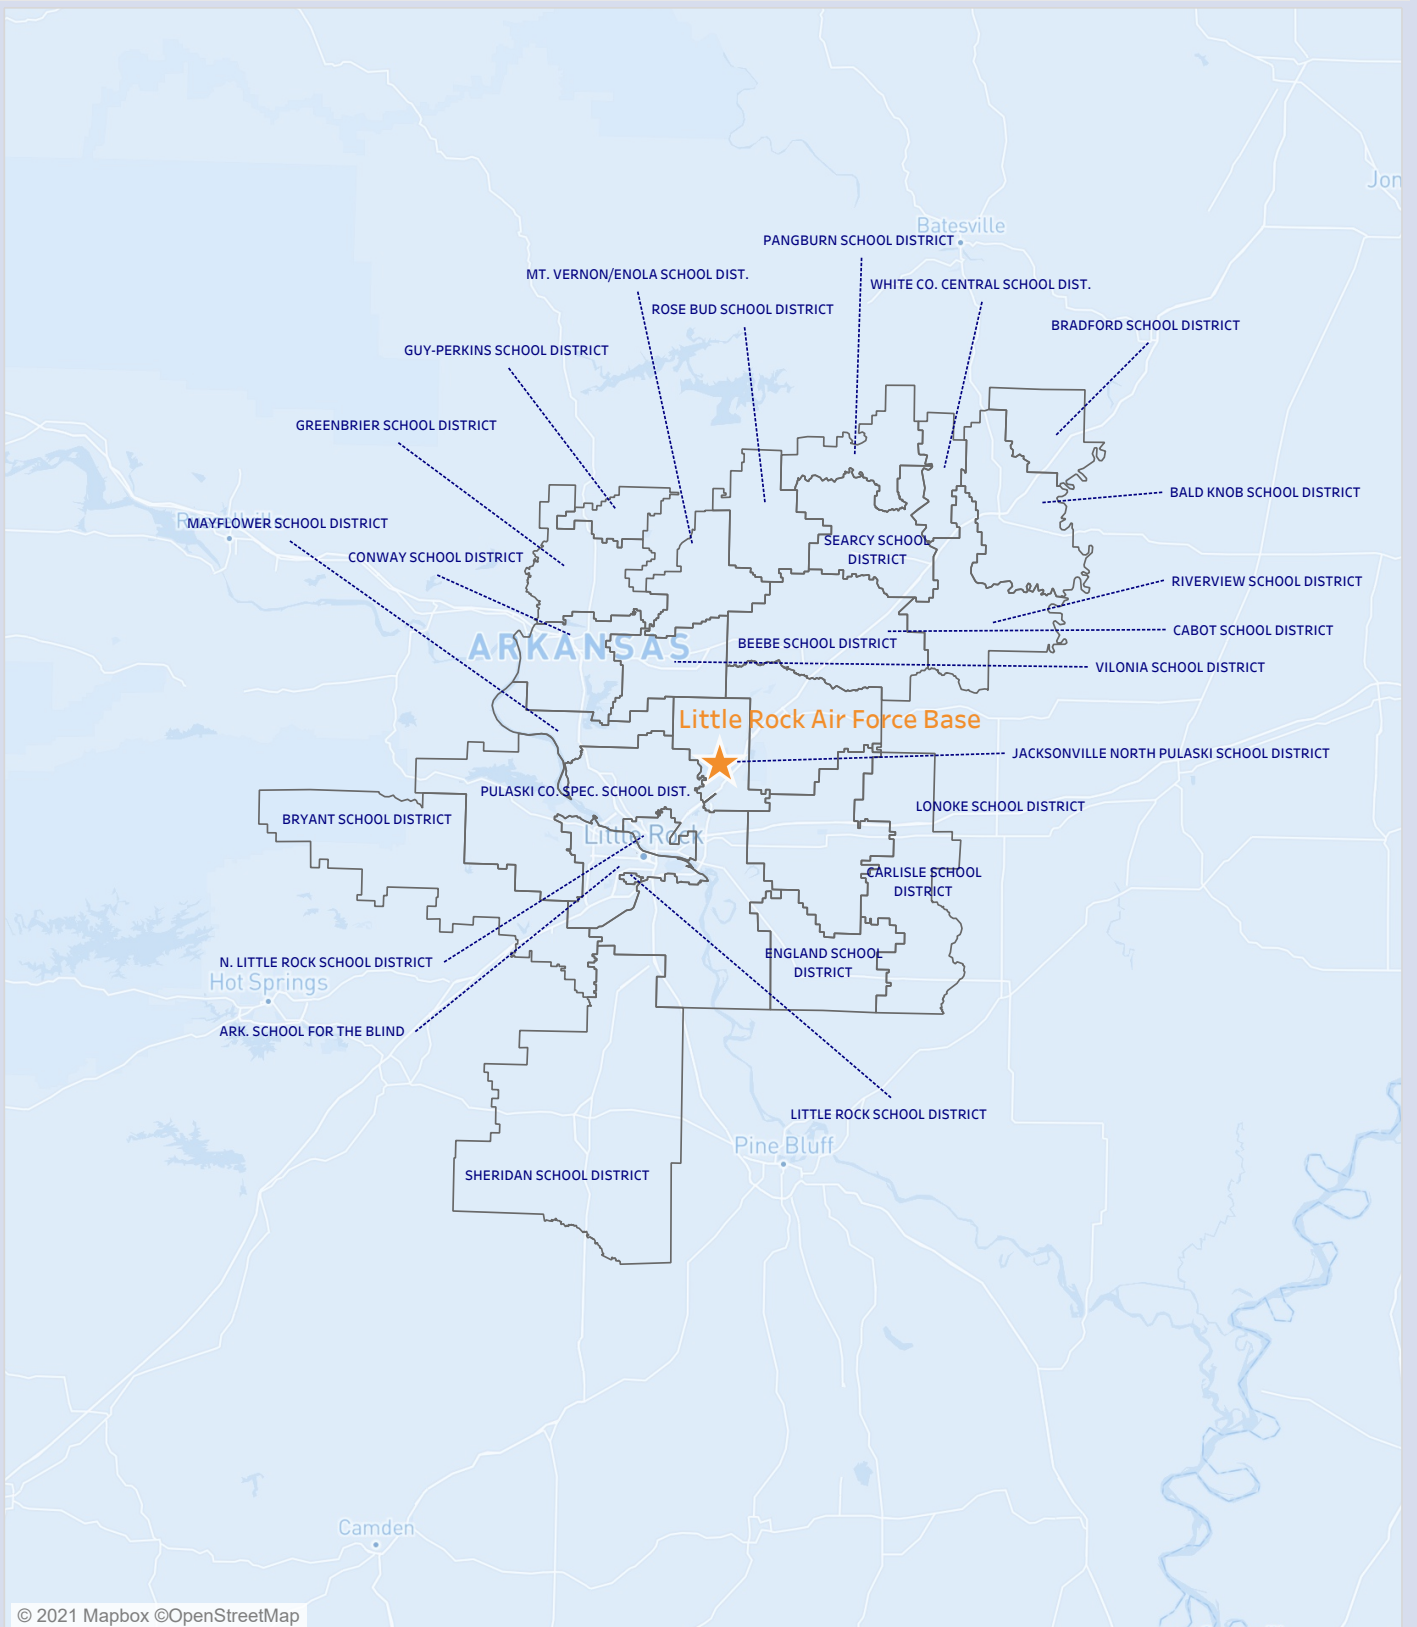 Jon
Batesville
PANGBURN SCHOOL DISTRICT
MT. VERNON/ENOLA SCHOOL DIST.
WHITE CO. CENTRAL SCHOOL DIST.
ROSE BUD SCHOOL DISTRICT
BRADFORD SCHOOL DISTRICT
GUY-PERKINS SCHOOL DISTRICT
GREENBRIER SCHOOL DISTRICT
BALD KNOB SCHOOL DISTRICT
MAYFLOWER SCHOOL DISTRICT
SEARCY SCHOOL
DISTRICT
CONWAY SCHOOL DISTRICT
RIVERVIEW SCHOOL DISTRICT
CABOT SCHOOL DISTRICT
ARKANSAS
BEEBE SCHOOL DISTRICT
VILONIA SCHOOL DISTRICT
Little Rock Air Force Base
JACKSONVILLE NORTH PULASKI SCHOOL DISTRICT
PULASKI CO. SPEC. SCHOOL DIST.
LONOKE SCHOOL DISTRICT
BRYANT SCHOOL DISTRICT
Little Rock
CARLISLE SCHOOL
DISTRICT
ENGLAND SCHOOL
DISTRICT
N. LITTLE ROCK SCHOOL DISTRICT
Hot Springs
ARK. SCHOOL FOR THE BLIND
LITTLE ROCK SCHOOL DISTRICT
Pine Bluff
SHERIDAN SCHOOL DISTRICT
Camden
© 2021 Mapbox ©OpenStreetMap